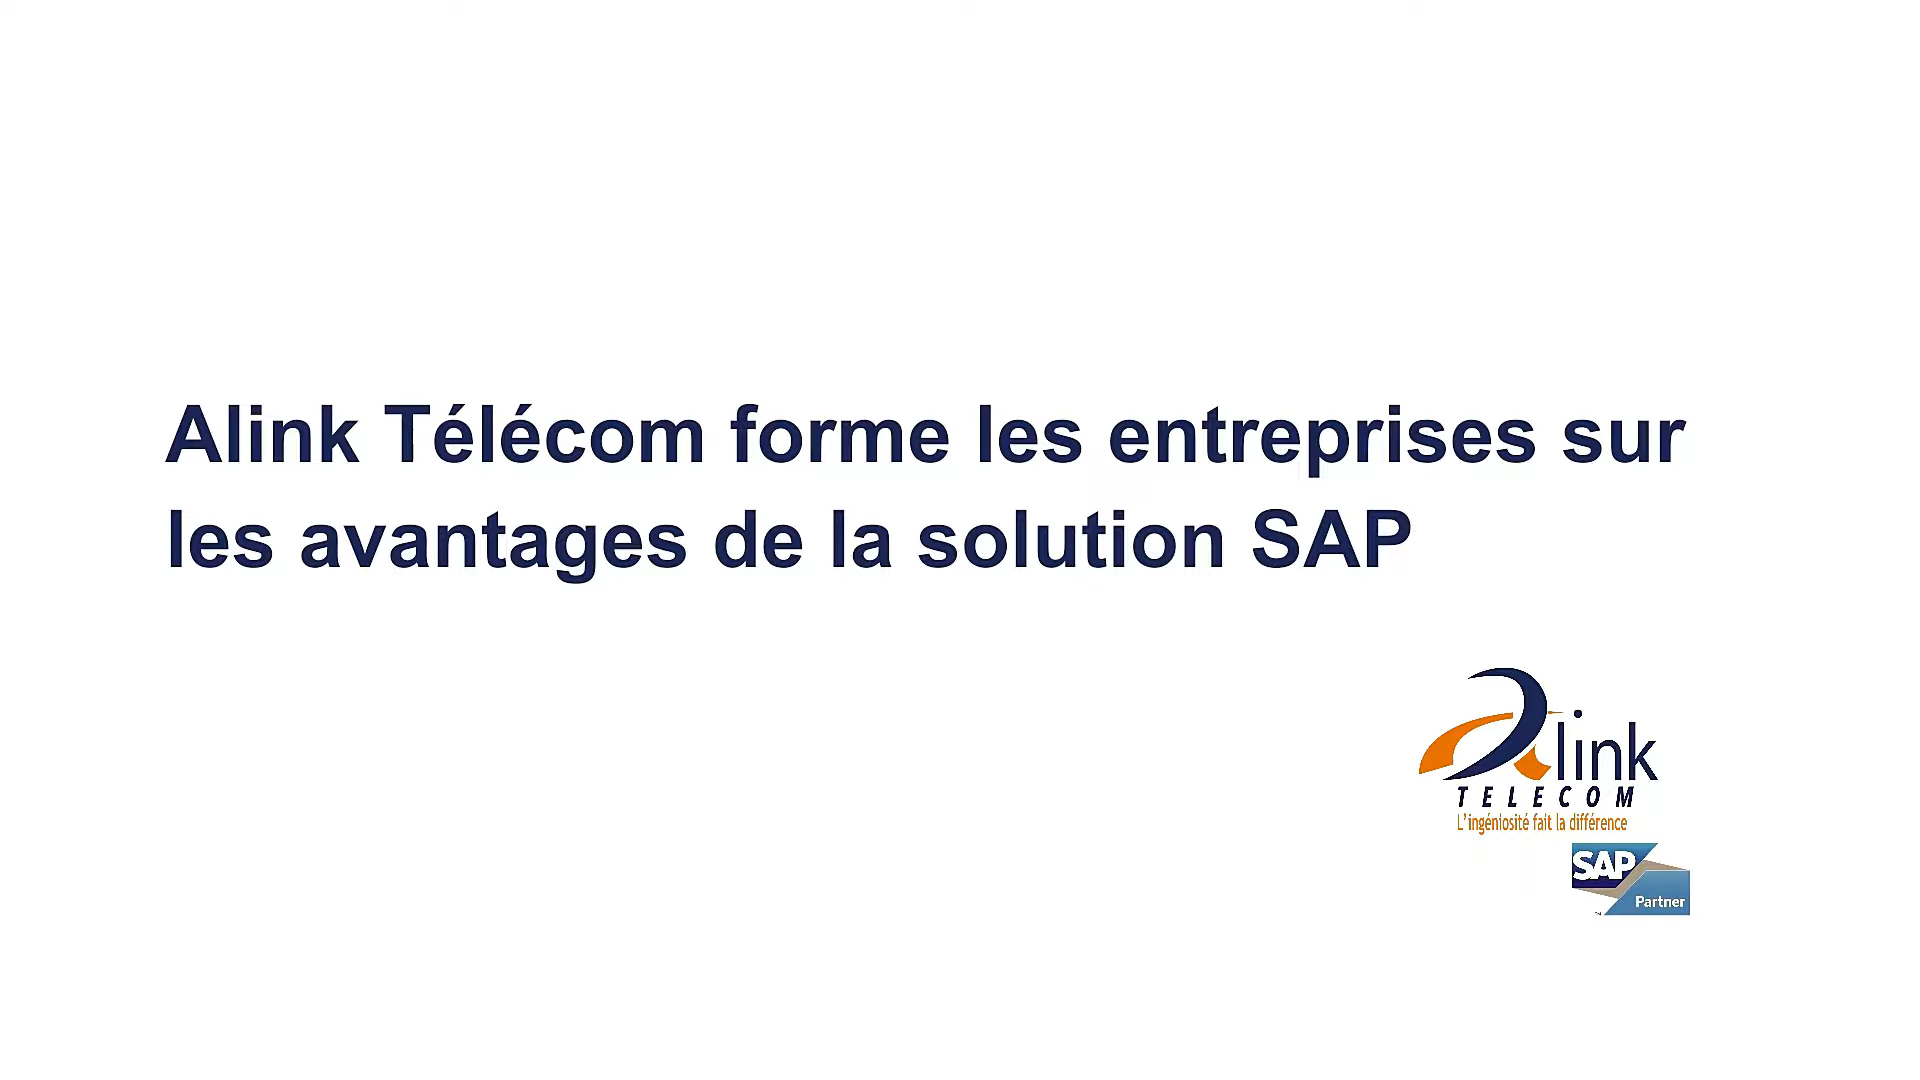 Alink Télécom forme les entreprises sur
les avantages de la solution SAP
alink
TELECOM
L'ingéniosité fait la différence
SAP
Partner